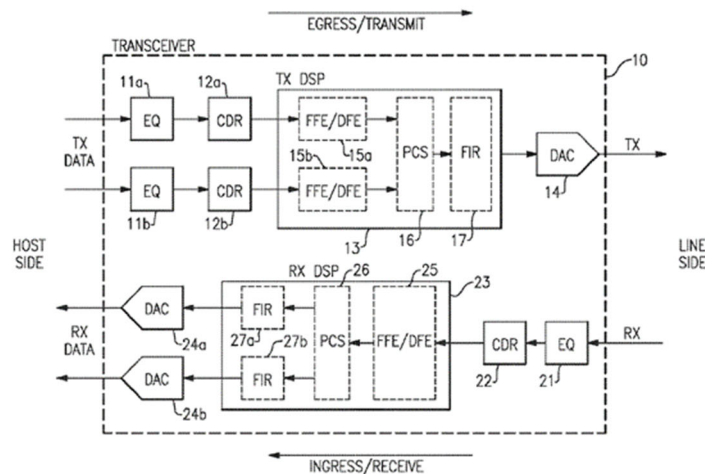 EGRESS/TRANSMIT
TRANSCEIVER
10
11a
12a
TX DSP
EQ
CDR
FFE/DFE
15a
TX
DATA
15b
PCS
FIR
DAC
TX
14
EQ
CDR
FFE/DFE
11b
12b
13
16
17
HOST
SIDE
LINE
SIDE
RX DSP
26
25
23
DAC
FIR
24a
27a
27b
RX
DATA
PCS
FFE/DFE
CDR
EQ
RX
22
21
DAC
FIR
24b
INGRESS/RECEIVE